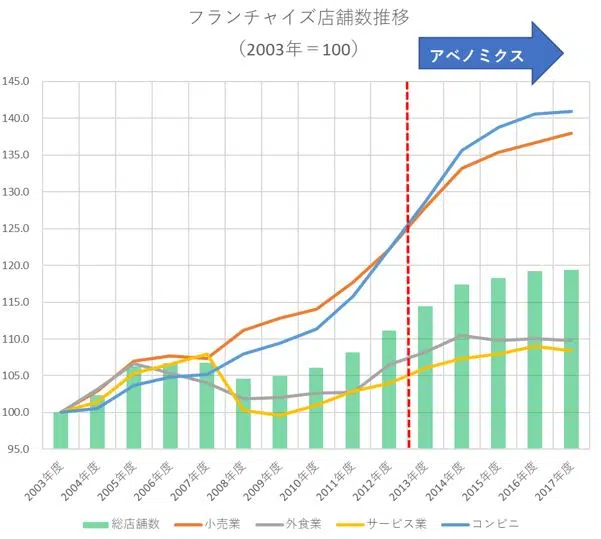 フランチャイズ店舗数推移
（2003年＝100）
アベノミクス
145.0
140.0
135.0
130.0
125.0
120.0
115.0
110.0
105.0
100.0
95.0
2003年度
2004年度
2005年度
2006年度
2007年度
2008年度
2009年度
2010年度
2011年度
2012年度
2013年度
2014年度
2015年度
2016年度
2017年度
総店舗数 小売業 外食業 サービス業 コンビニ